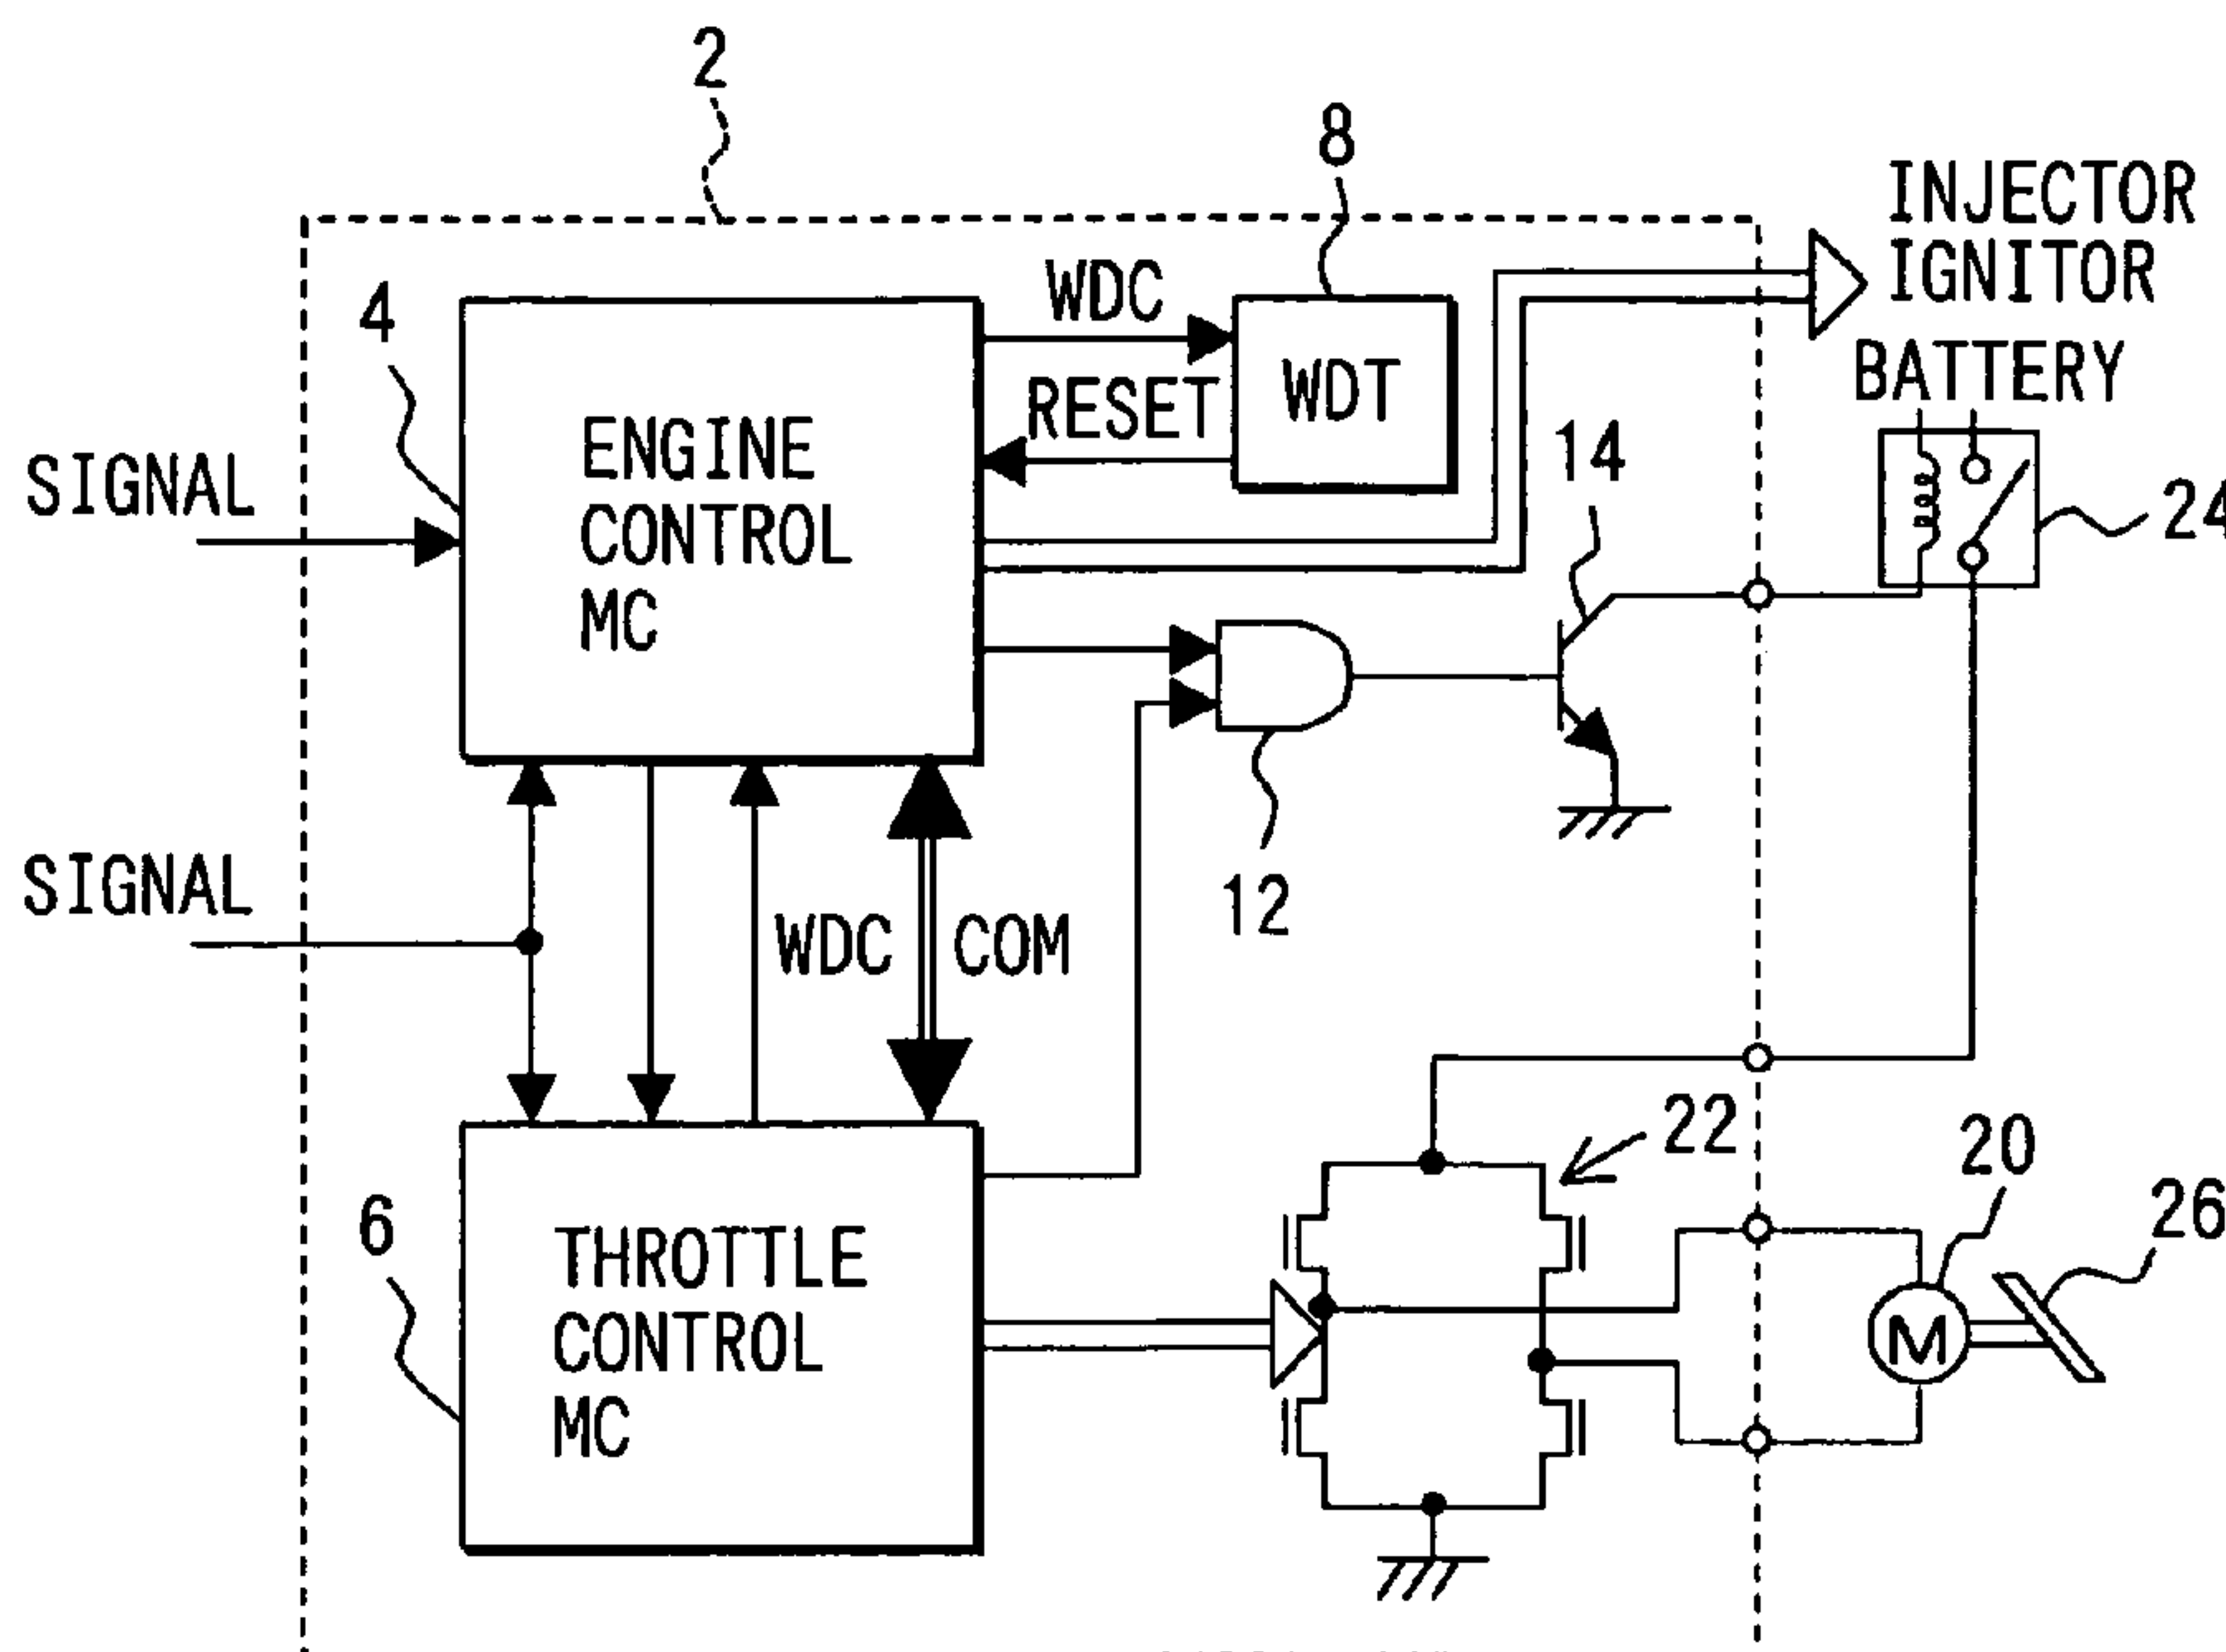 2
8
INJECTOR
IGNITOR
4
WDC
BATTERY
RESET
WDT
ENGINE
CONTROL
MC
14
SIGNAL
24
12
SIGNAL
WDC
COM
22
20
26
6
THROTTLE
CONTROL
MC
M